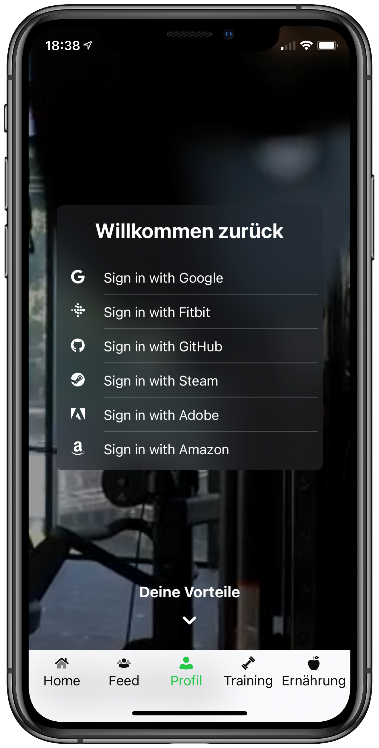 18:38
Willkommen zurück
Sign in with Google
Sign in with Fitbit
Sign in with GitHub
Sign in with Steam
Sign in with Adobe
Sign in with Amazon
Deine Vorteile
Home Feed Profil Training Ernährung